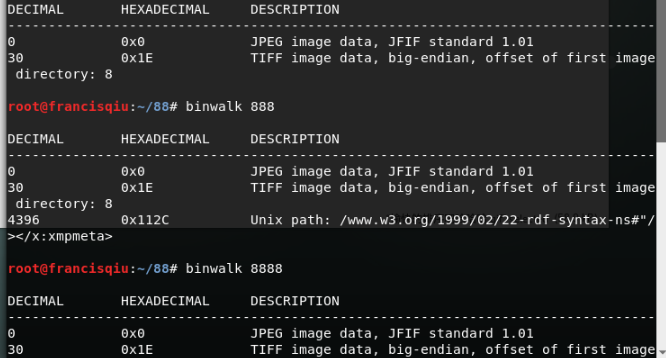 DECIMAL HEXADECIMAL DESCRIPTION
--------------------------------------------------------------------------------
0 0x0 JPEG image data, JFIF standard 1.01
30 0x1E TIFF image data, big-endian, offset of first image
directory: 8
root@francisqiu:~/88# binwalk 888
DECIMAL HEXADECIMAL DESCRIPTION
--------------------------------------------------------------------------------
0 0x0 JPEG image data, JFIF standard 1.01
30 0x1E TIFF image data, big-endian, offset of first image
directory: 8
4396 0x112C Unix path: /www.w3.org/1999/02/22-rdf-syntax-ns#"/
></x:xmpmeta>
root@francisqiu:~/88# binwalk 8888
DECIMAL HEXADECIMAL DESCRIPTION
--------------------------------------------------------------------------------
0 0x0 JPEG image data, JFIF standard 1.01
30 0x1E TIFF image data, big-endian, offset of first image